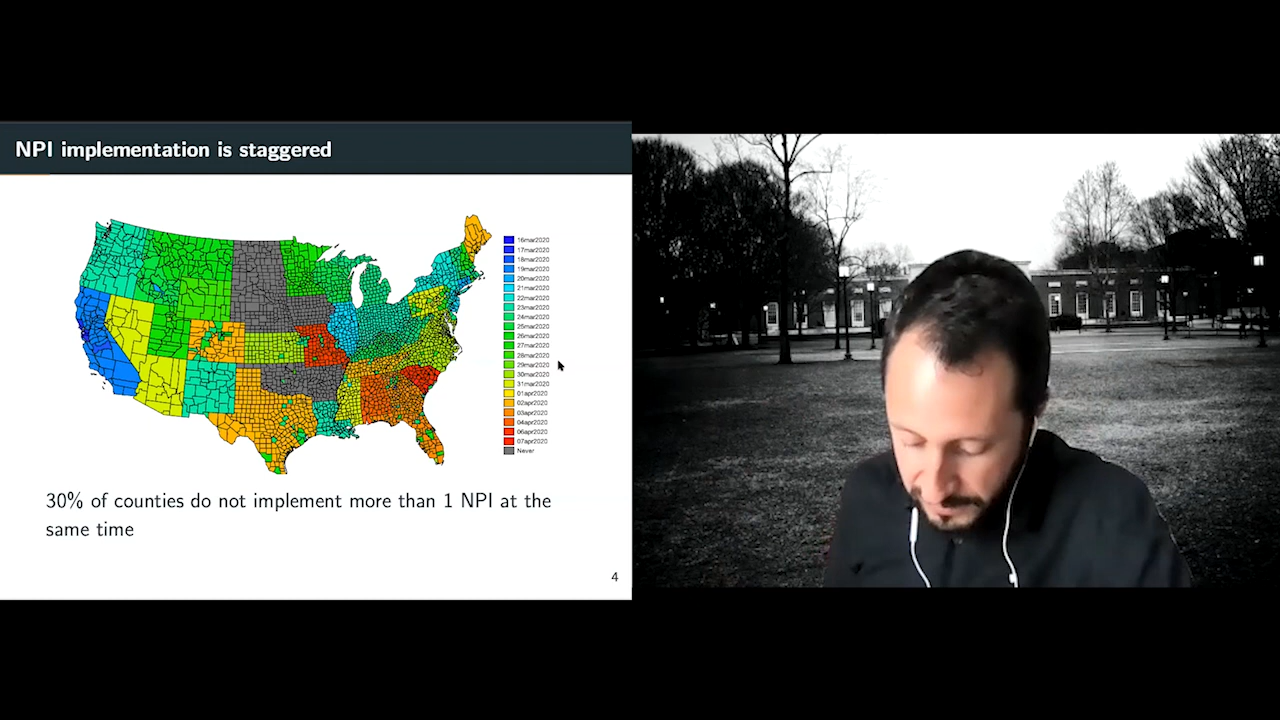 NPI implementation is staggered
16mar2020
17mar2020
18mar2020
19mar2020
20mar2020
21mar2020
22mar2020
23mar2020
24mar2020
25mar2020
26mar2020
27mar2020
28mar2020
29mar2020
30mar2020
31mar2020
01apr2020
02apr2020
03apr2020
04apr2020
06apr2020
07apr2020
Never
30% of counties do not implement more than 1 NPI at the
same time
4